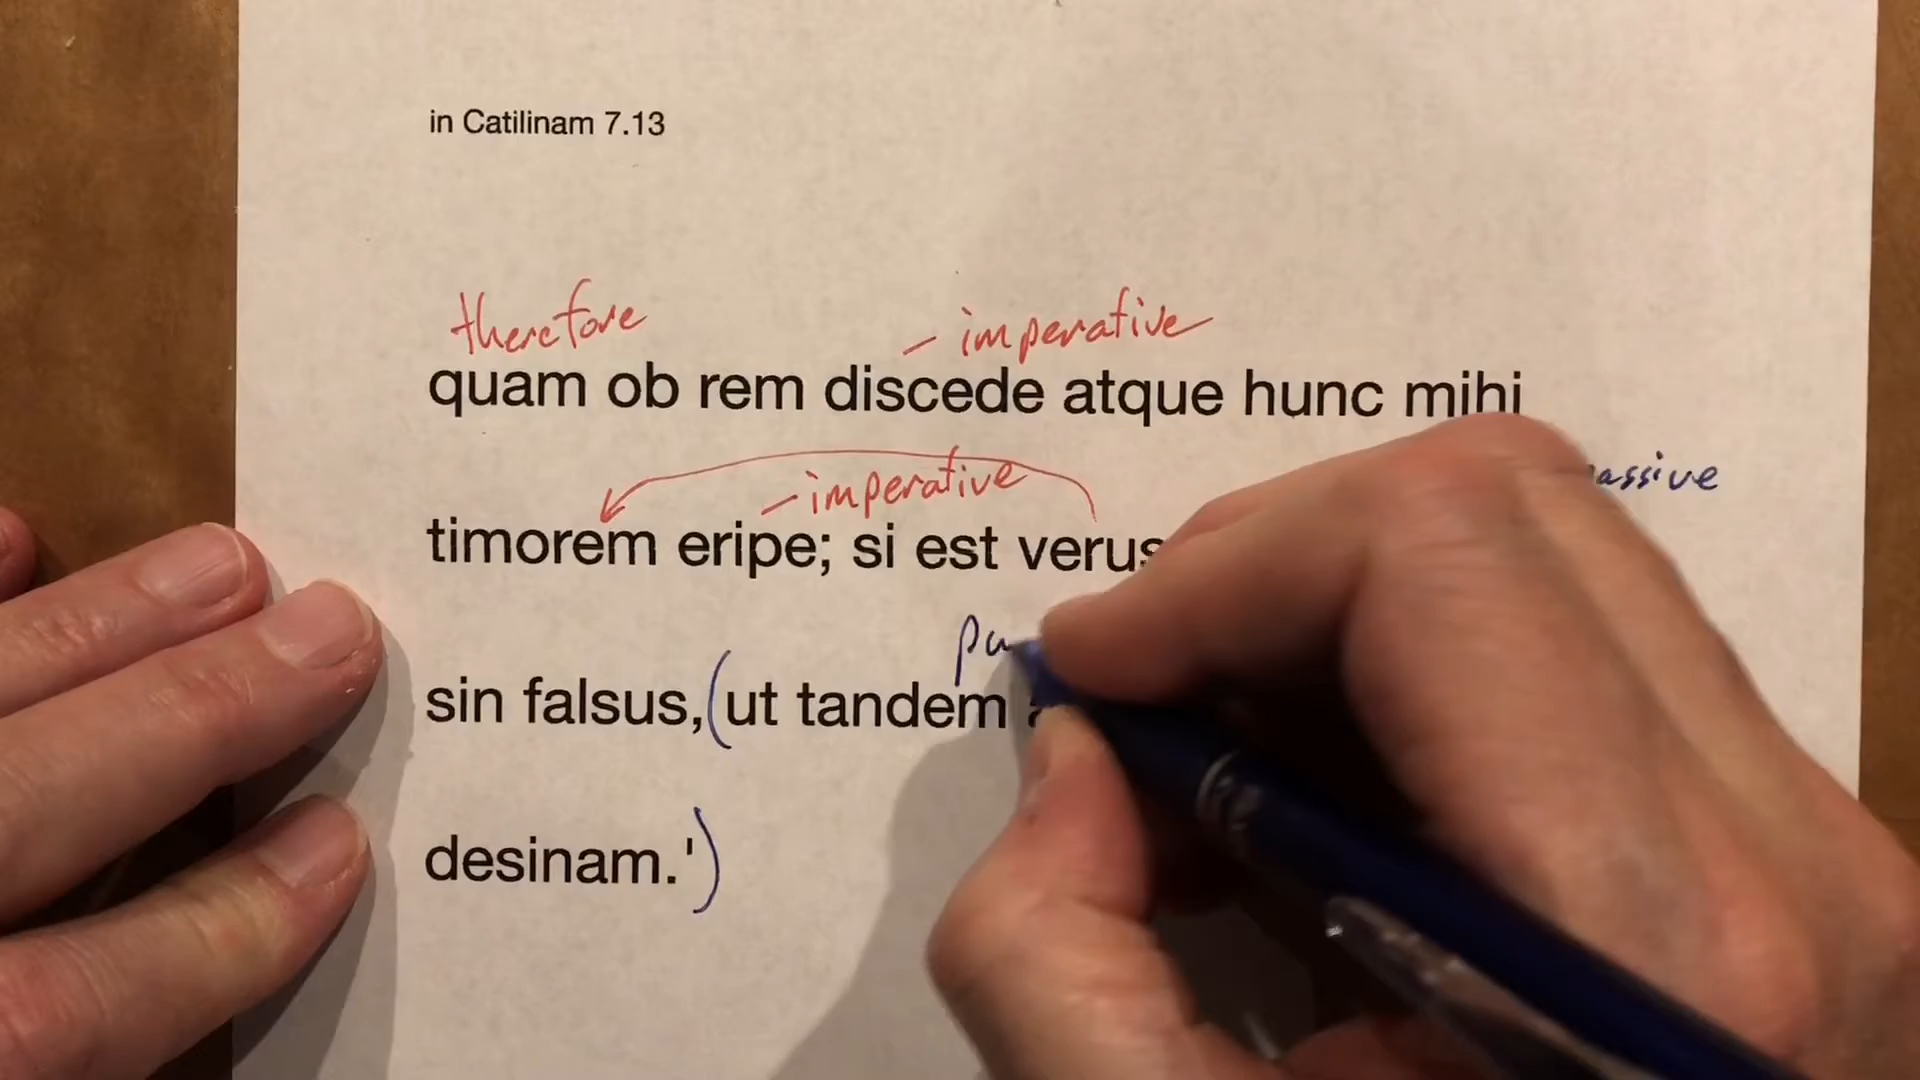 in Catilinam 7.13
therefore - imperative
quam ob rem discede atque hunc mihi
- imperative
timorem eripe; si est verus
sin falsus, (ut tandem
desinam.')